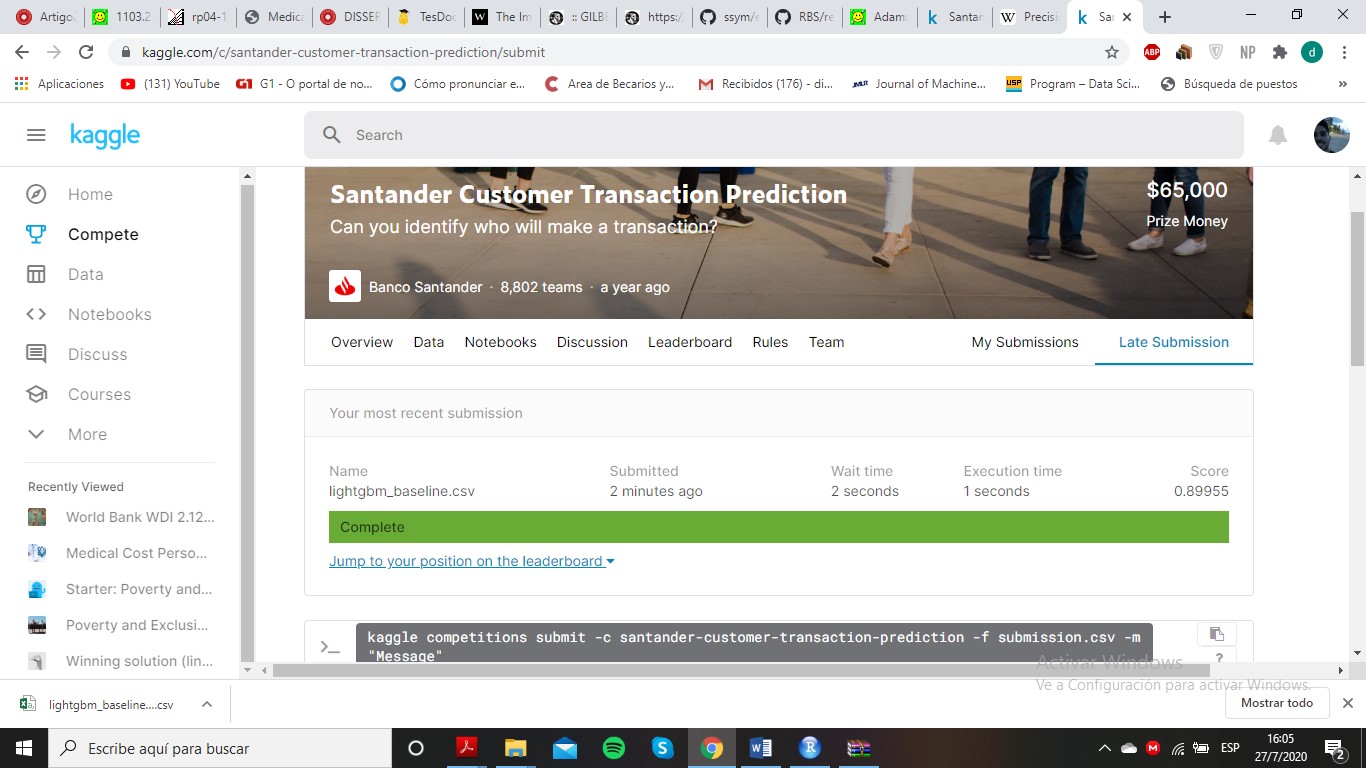 Artigo
1103.2
rp04-1
Medica
DISSER
TesDoc
The Im
:: GILBE
https:/
ssym/e
RBS/re
Adam
Santan
Precisi
Sa
kaggle.com/c/santander-customer-transaction-prediction/submit
ABP
NP
d
Aplicaciones
(131) YouTube
G1 - O portal de no...
Cómo pronunciar e...
Area de Becarios y...
Recibidos (176) - di...
Journal of Machine...
Program – Data Sci...
Búsqueda de puestos
»
kaggle
Search
Home
Compete
Data
Notebooks
Discuss
Courses
More
Recently Viewed
World Bank WDI 2.12...
Medical Cost Perso...
Starter: Poverty and...
Poverty and Exclusi...
Winning solution (lin...
Santander Customer Transaction Prediction
$65,000
Can you identify who will make a transaction?
Prize Money
Banco Santander · 8,802 teams · a year ago
Overview Data Notebooks Discussion Leaderboard Rules Team My Submissions Late Submission
Your most recent submission
Name Submitted Wait time Execution time Score
lightgbm_baseline.csv 2 minutes ago 2 seconds 1 seconds 0.89955
Complete
Jump to your position on the leaderboard
kaggle competitions submit -c santander-customer-transaction-prediction -f submission.csv -m
"Message"
?
Activar Windows
Ve a Configuración para activar Windows.
lightgbm_baseline....csv
Mostrar todo
Escribe aquí para buscar
ESP
16:05
27/7/2020
2